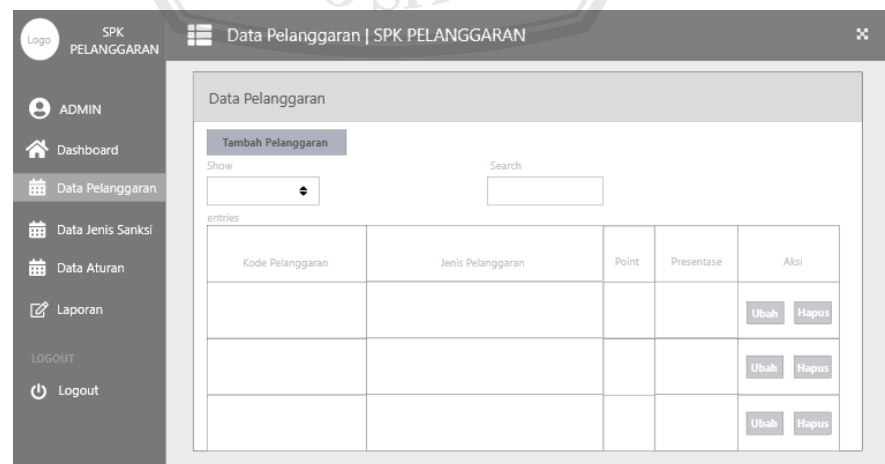 Logo
SPK
PELANGGARAN
Data Pelanggaran | SPK PELANGGARAN
ADMIN
Dashboard
Data Pelanggaran
Data Jenis Sanksi
Data Aturan
Laporan
LOGOUT
Logout
Data Pelanggaran
Tambah Pelanggaran
Show
Search
entries
Kode Pelanggaran Jenis Pelanggaran Point Presentase Aksi
Ubah Hapus
Ubah Hapus
Ubah Hapus